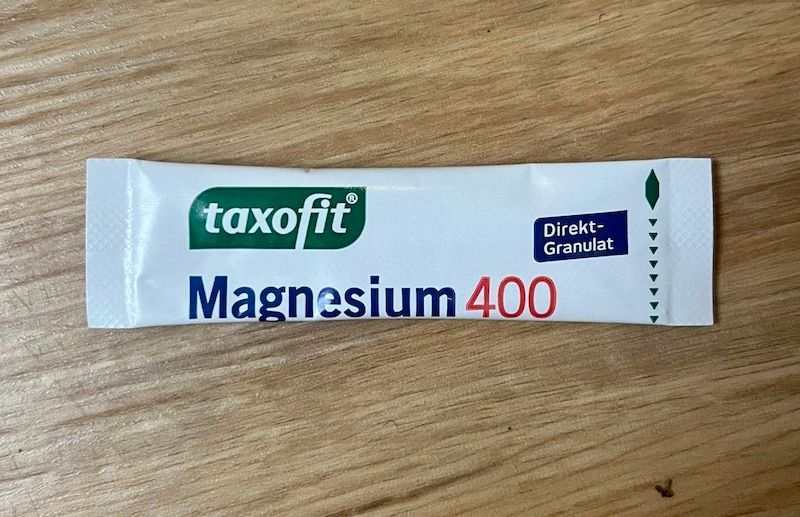 taxofit®
Direkt-
Granulat
Magnesium 400